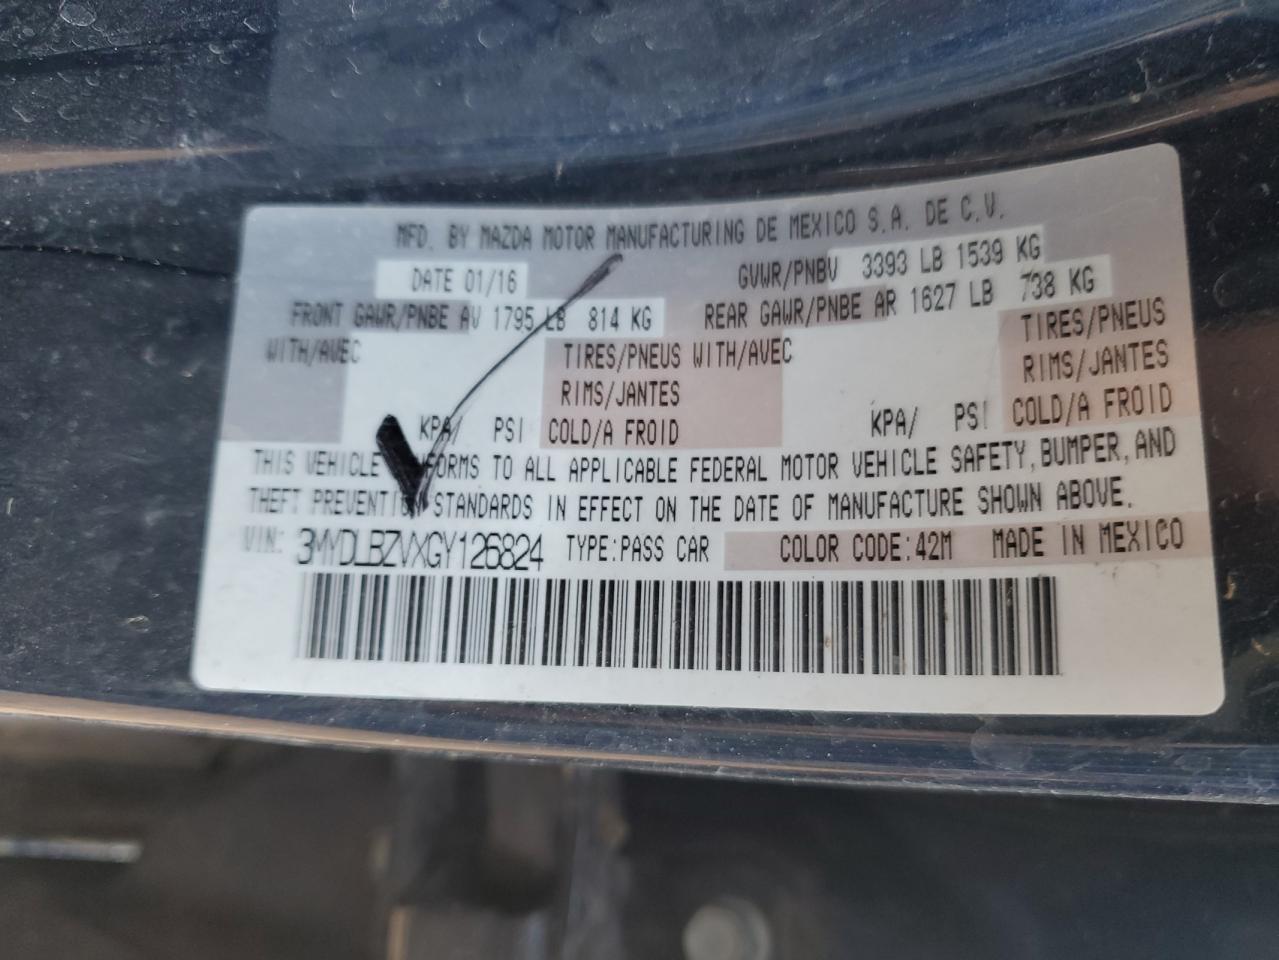 MFD. BY MAZDA MOTOR MANUFACTURING DE MEXICO S.A. DE C.V.
DATE 01/16 GVWR/PNBV 3393 LB 1539 KG
FRONT GAWR/PNBE AV 1795 LB 814 KG REAR GAWR/PNBE AR 1627 LB 738 KG
WITH/AVEC TIRES/PNEUS WITH/AVEC TIRES/PNEUS
RIMS/JANTES RIMS/JANTES
KPA/ PSI COLD/A FROID KPA/ PSI COLD/A FROID
THIS VEHICLE CONFORMS TO ALL APPLICABLE FEDERAL MOTOR VEHICLE SAFETY, BUMPER, AND
THEFT PREVENTION STANDARDS IN EFFECT ON THE DATE OF MANUFACTURE SHOWN ABOVE.
VIN: 3MYDLBZVXGY126824 TYPE:PASS CAR COLOR CODE:42M MADE IN MEXICO